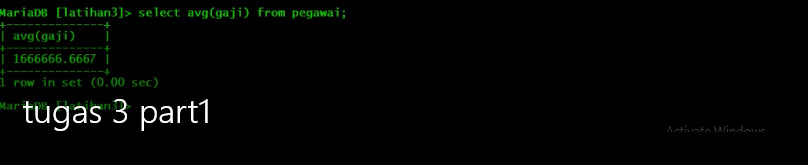 MariaDB [latihan3]> select avg(gaji) from pegawai;
+--------------+
| avg(gaji)    |
+--------------+
| 1666666.6667 |
+--------------+
1 row in set (0.00 sec)
MariaDB [latihan3]>
tugas 3 part1
Activate Windows